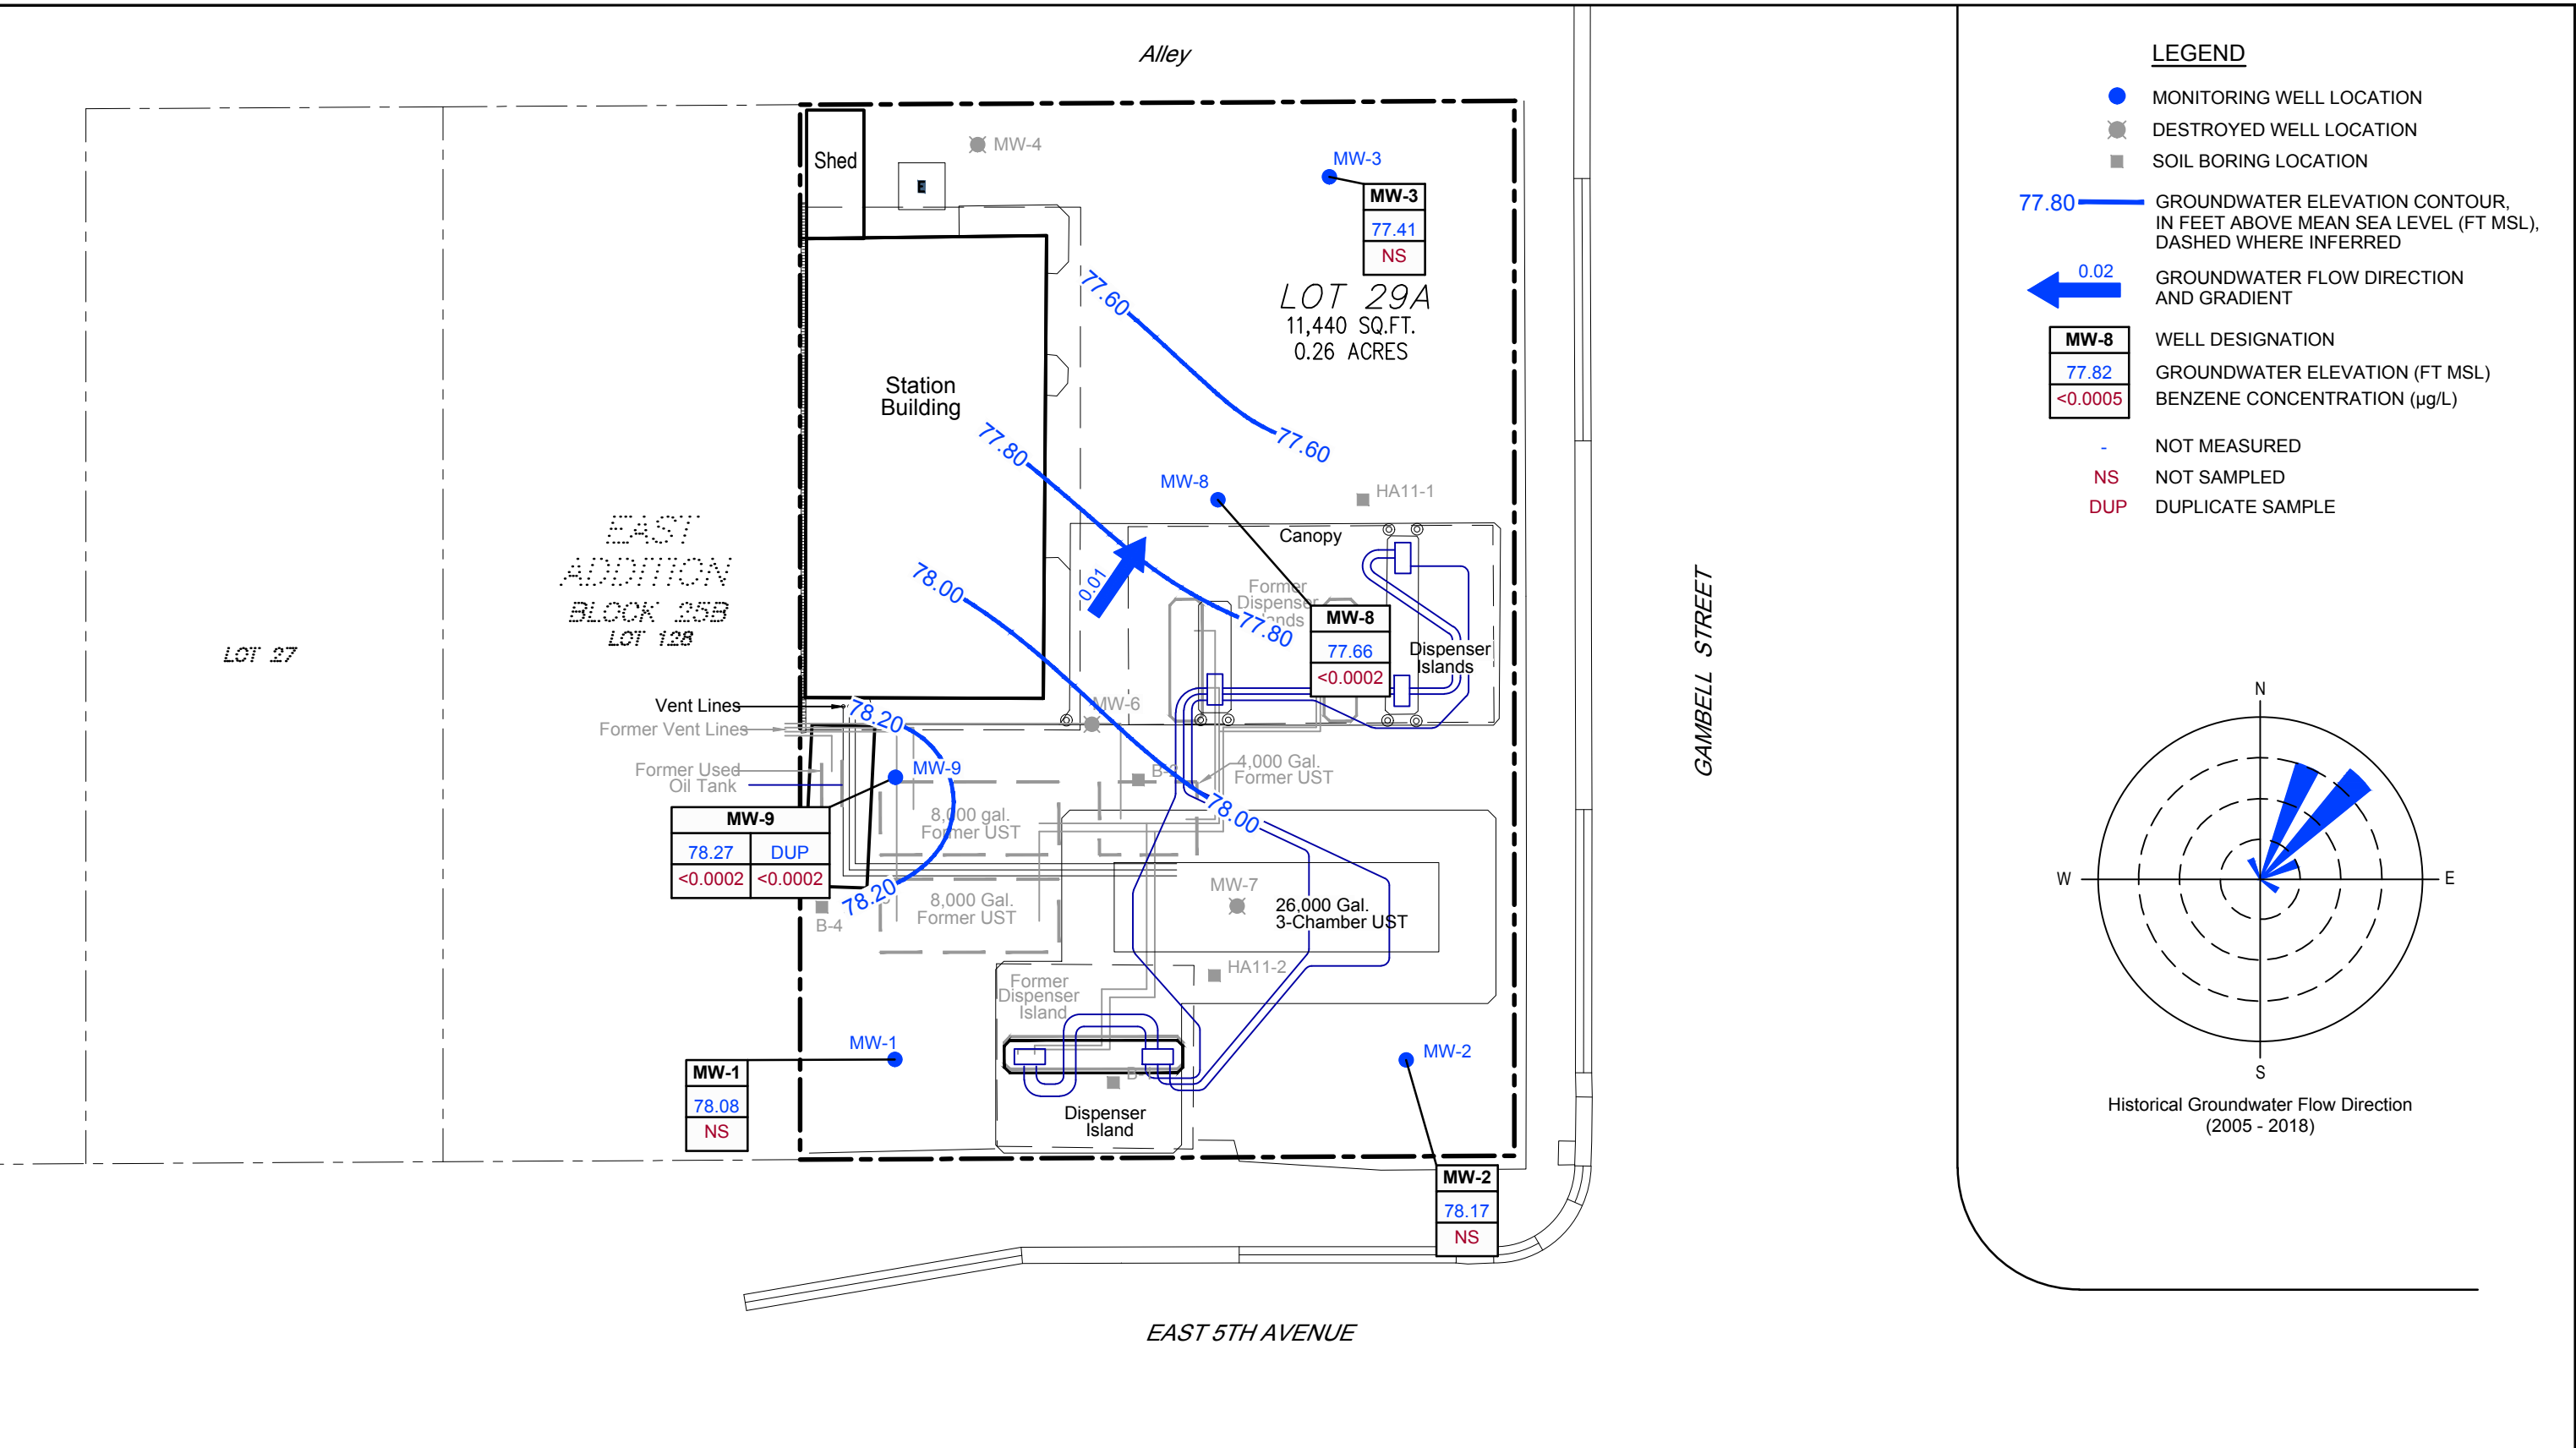 Alley
Shed
MW-4
MW-3
MW-3
77.41
NS
LOT 29A
11,440 SQ.FT.
0.26 ACRES
77.60
77.60
Station
Building
77.80
77.80
MW-8
HA11-1
Canopy
EAST
ADDITION
BLOCK 25B
LOT 128
LOT 27
78.00
78.00
0.01
Former
Dispenser
MW-8
77.66
<0.0002
Dispenser
Islands
GAMBELL STREET
Vent Lines
Former Vent Lines
78.20
MW-6
MW-9
Former Used
Oil Tank
4,000 Gal.
Former UST
8,000 gal.
Former UST
MW-9
78.27 DUP
<0.0002 <0.0002
78.20
B-4
8,000 Gal.
Former UST
MW-7
26,000 Gal.
3-Chamber UST
HA11-2
Former
Dispenser
Island
MW-1
MW-1
78.08
NS
Dispenser
Island
MW-2
MW-2
78.17
NS
EAST 5TH AVENUE
LEGEND
MONITORING WELL LOCATION
DESTROYED WELL LOCATION
SOIL BORING LOCATION
77.80 GROUNDWATER ELEVATION CONTOUR,
IN FEET ABOVE MEAN SEA LEVEL (FT MSL),
DASHED WHERE INFERRED
0.02 GROUNDWATER FLOW DIRECTION
AND GRADIENT
MW-8 WELL DESIGNATION
77.82 GROUNDWATER ELEVATION (FT MSL)
<0.0005 BENZENE CONCENTRATION (µg/L)
- NOT MEASURED
NS NOT SAMPLED
DUP DUPLICATE SAMPLE
N
W
E
S
Historical Groundwater Flow Direction
(2005 - 2018)